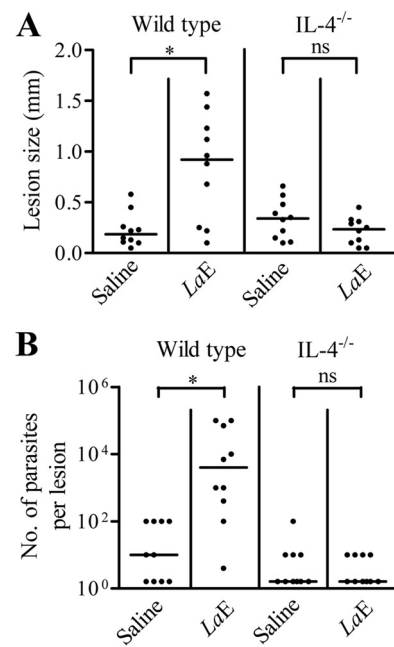 A
Wild type IL-4-/-
* ns
Lesion size (mm)
2.0
1.5
1.0
0.5
0.0
Saline LaE Saline LaE
B
Wild type IL-4-/-
* ns
No. of parasites
per lesion
10^6
10^4
10^2
10^0
Saline LaE Saline LaE